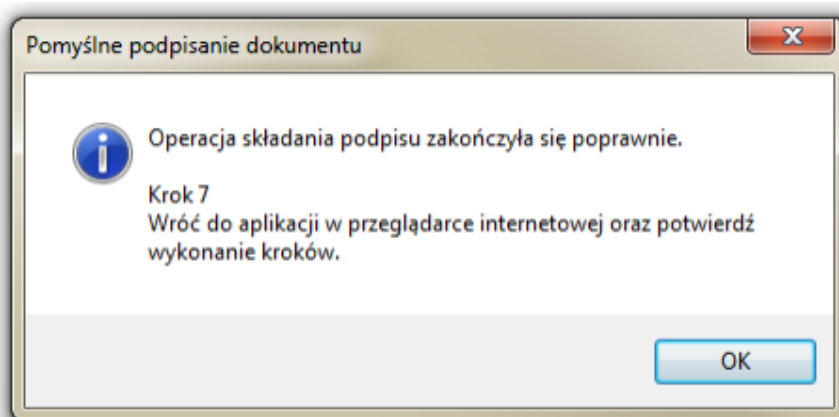 Pomyślne podpisanie dokumentu
Operacja składania podpisu zakończyła się poprawnie.
Krok 7
Wróć do aplikacji w przeglądarce internetowej oraz potwierdź
wykonanie kroków.
OK